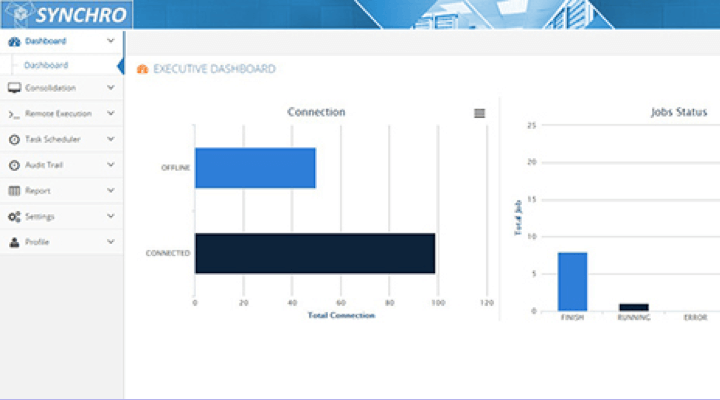 SYNCHRO
Dashboard
Dashboard
Consolidation
Remote Execution
Task Scheduler
Audit Trail
Report
Settings
Profile
EXECUTIVE DASHBOARD
Connection
OFFLINE
CONNECTED
0 20 40 60 80 100 120
Total Connection
Jobs Status
25
20
15
10
5
0
Total Job
FINISH RUNNING ERROR